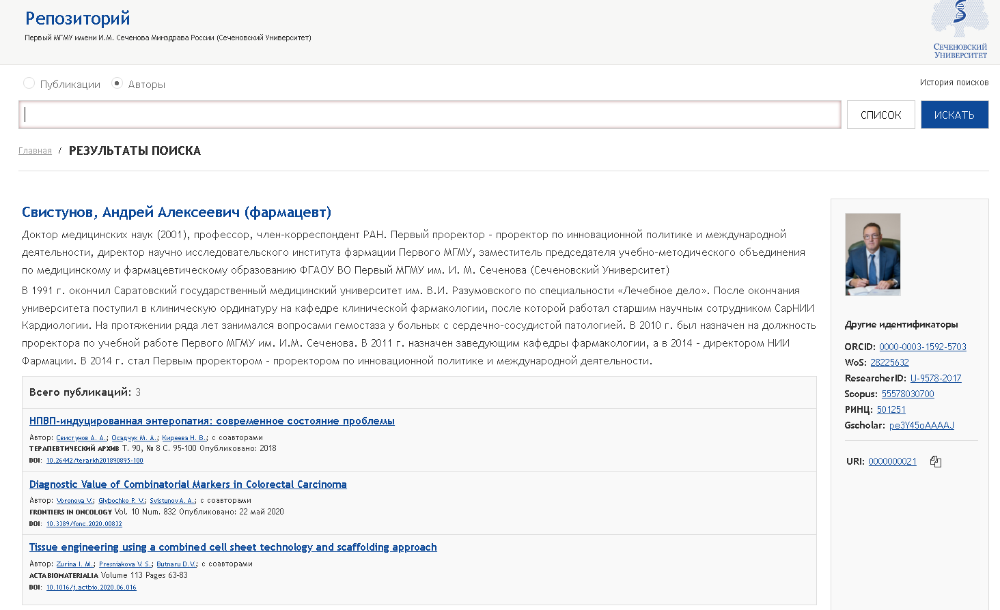 Репозиторий
Первый МГМУ имени И.М. Сеченова Минздрава России (Сеченовский Университет)
Сеченовский
Университет
Публикации
Авторы
История поисков
СПИСОК
ИСКАТЬ
Главная / РЕЗУЛЬТАТЫ ПОИСКА
Свистунов, Андрей Алексеевич (фармацевт)
Доктор медицинских наук (2001), профессор, член-корреспондент РАН. Первый проректор - проректор по инновационной политике и международной
деятельности, директор научно исследовательского института фармации Первого МГМУ, заместитель председателя учебно-методического объединения
по медицинскому и фармацевтическому образованию ФГАОУ ВО Первый МГМУ им. И. М. Сеченова (Сеченовский Университет)
В 1991 г. окончил Саратовский государственный медицинский университет им. В.И. Разумовского по специальности «Лечебное дело». После окончания
университета поступил в клиническую ординатуру на кафедре клинической фармакологии, после которой работал старшим научным сотрудником СарНИИ
Кардиологии. На протяжении ряда лет занимался вопросами гемостаза у больных с сердечно-сосудистой патологией. В 2010 г. был назначен на должность
проректора по учебной работе Первого МГМУ им. И.М. Сеченова. В 2011 г. назначен заведующим кафедры фармакологии, а в 2014 - директором НИИ
Фармации. В 2014 г. стал Первым проректором - проректором по инновационной политике и международной деятельности.
Всего публикаций: 3
НПВП-индуцированная энтеропатия: современное состояние проблемы
Автор: Свистунов А. А.; Осадчук М. А.; Киреева Н. В.; с соавторами
ТЕРАПЕВТИЧЕСКИЙ АРХИВ Т. 90, № 8 С. 95-100 Опубликовано: 2018
DOI: 10.26442/terarkh201890895-100
Diagnostic Value of Combinatorial Markers in Colorectal Carcinoma
Автор: Voronova V.; Glybochko P. V.; Svistunov A. A.; с соавторами
FRONTIERS IN ONCOLOGY Vol. 10 Num. 832 Опубликовано: 22 май 2020
DOI: 10.3389/fonc.2020.00832
Tissue engineering using a combined cell sheet technology and scaffolding approach
Автор: Zurina I. M.; Presniakova V. S.; Butnaru D.V.; с соавторами
ACTA BIOMATERIALIA Volume 113 Pages 63-83
DOI: 10.1016/j.actbio.2020.06.016
Другие идентификаторы
ORCID: 0000-0003-1592-5703
WoS: 28225632
ResearcherID: U-9578-2017
Scopus: 55578030700
РИНЦ: 501251
Gscholar: pe3Y45oAAAAJ
URI: 0000000021